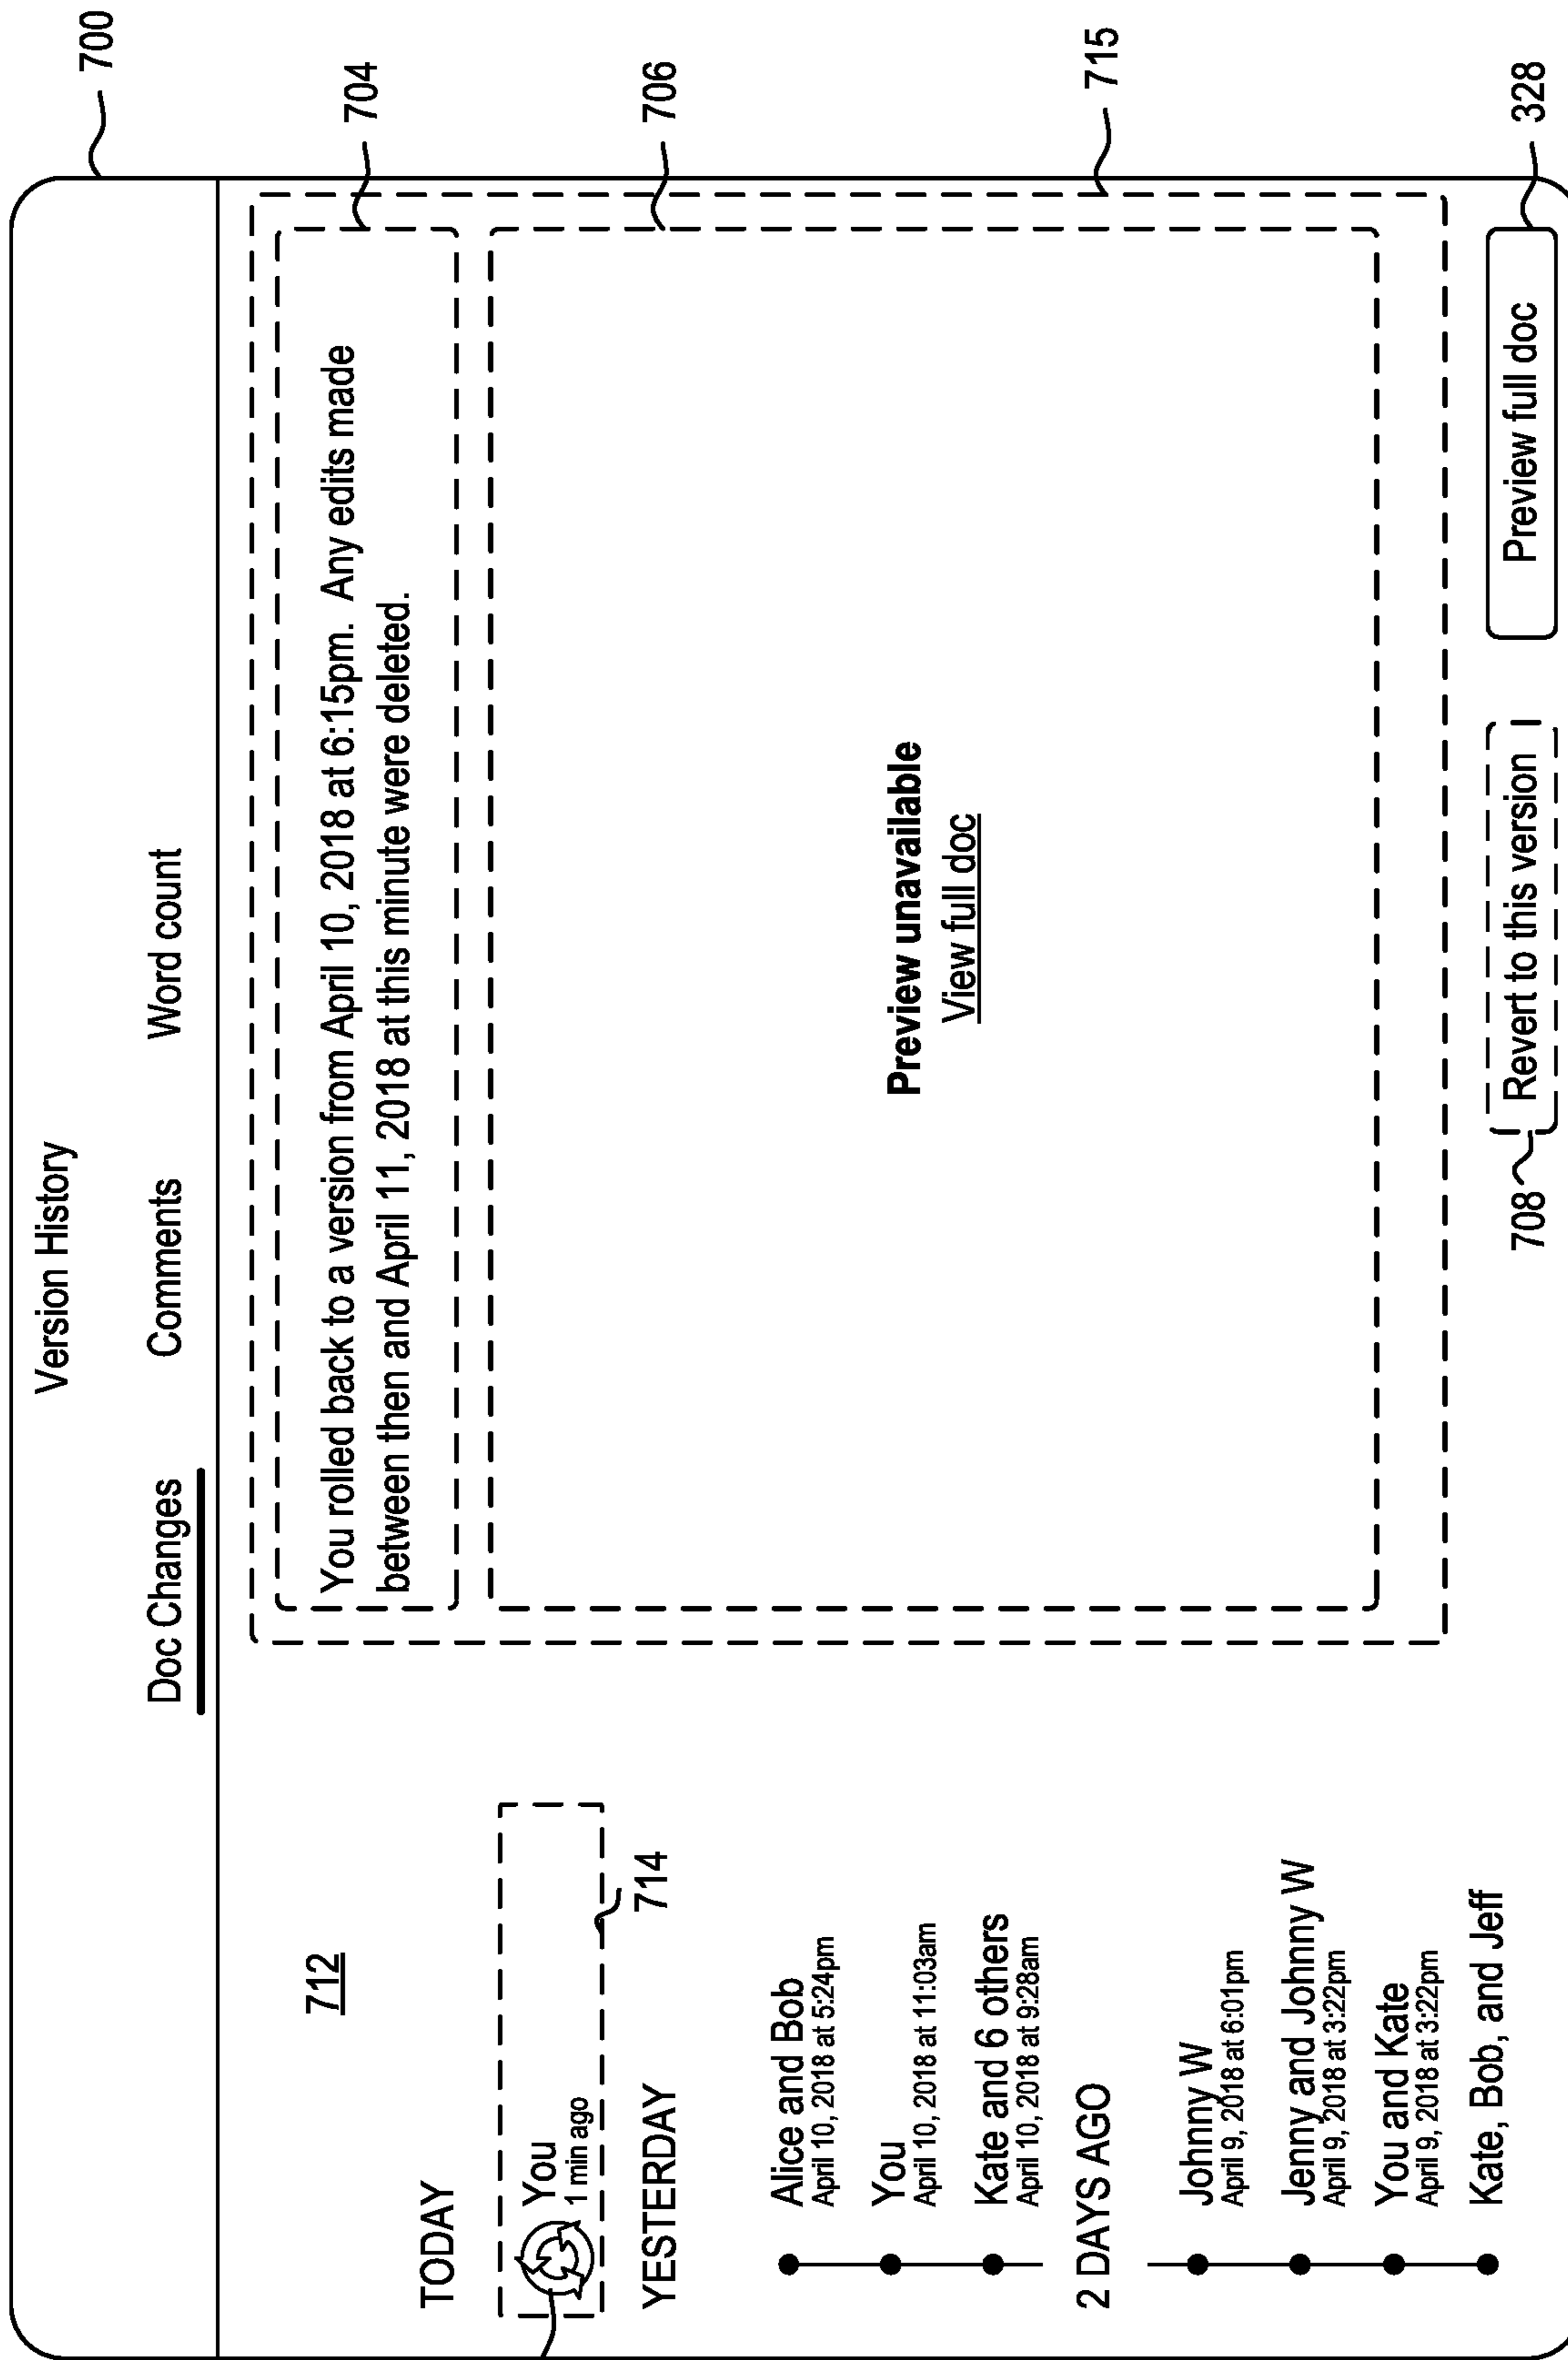 Version History
700
Doc Changes
Comments
Word count
712
TODAY
You
1 min ago
714
YESTERDAY
Alice and Bob
April 10, 2018 at 5:24pm
You
April 10, 2018 at 11:03am
Kate and 6 others
April 10, 2018 at 9:28am
2 DAYS AGO
Johnny W
April 9, 2018 at 6:01pm
Jenny and Johnny W
April 9, 2018 at 3:22pm
You and Kate
April 9, 2018 at 3:22pm
Kate, Bob, and Jeff
You rolled back to a version from April 10, 2018 at 6:15pm. Any edits made
between then and April 11, 2018 at this minute were deleted.
704
Preview unavailable
View full doc
706
715
708
Revert to this version
Preview full doc
328